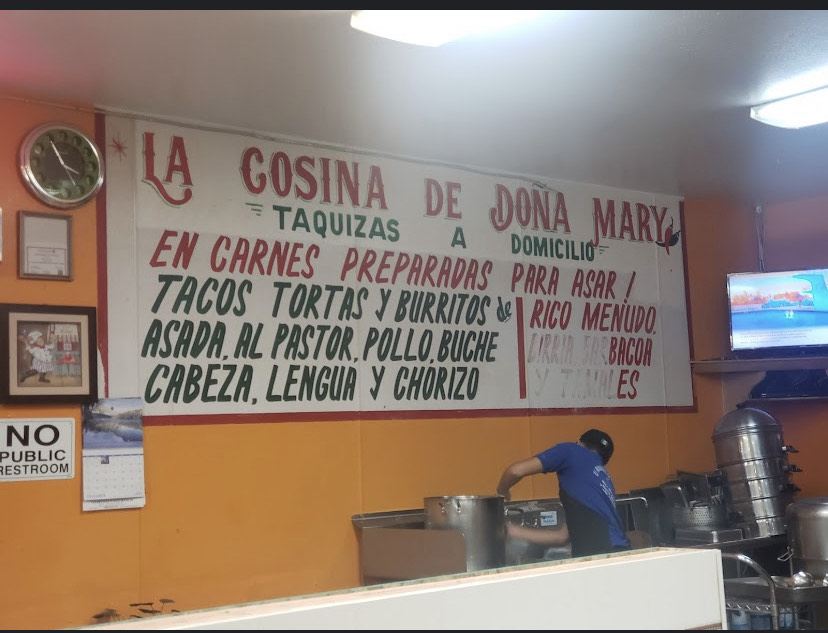 LA COSINA DE DOÑA MARY
TAQUIZAS A DOMICILIO
EN CARNES PREPARADAS PARA ASAR!
TACOS TORTAS Y BURRITOS de
ASADA, AL PASTOR, POLLO, BUCHE
CABEZA, LENGUA Y CHORIZO
RICO MENUDO,
BIRRIA, BARBACOA
Y TAMALES
NO
PUBLIC
RESTROOM